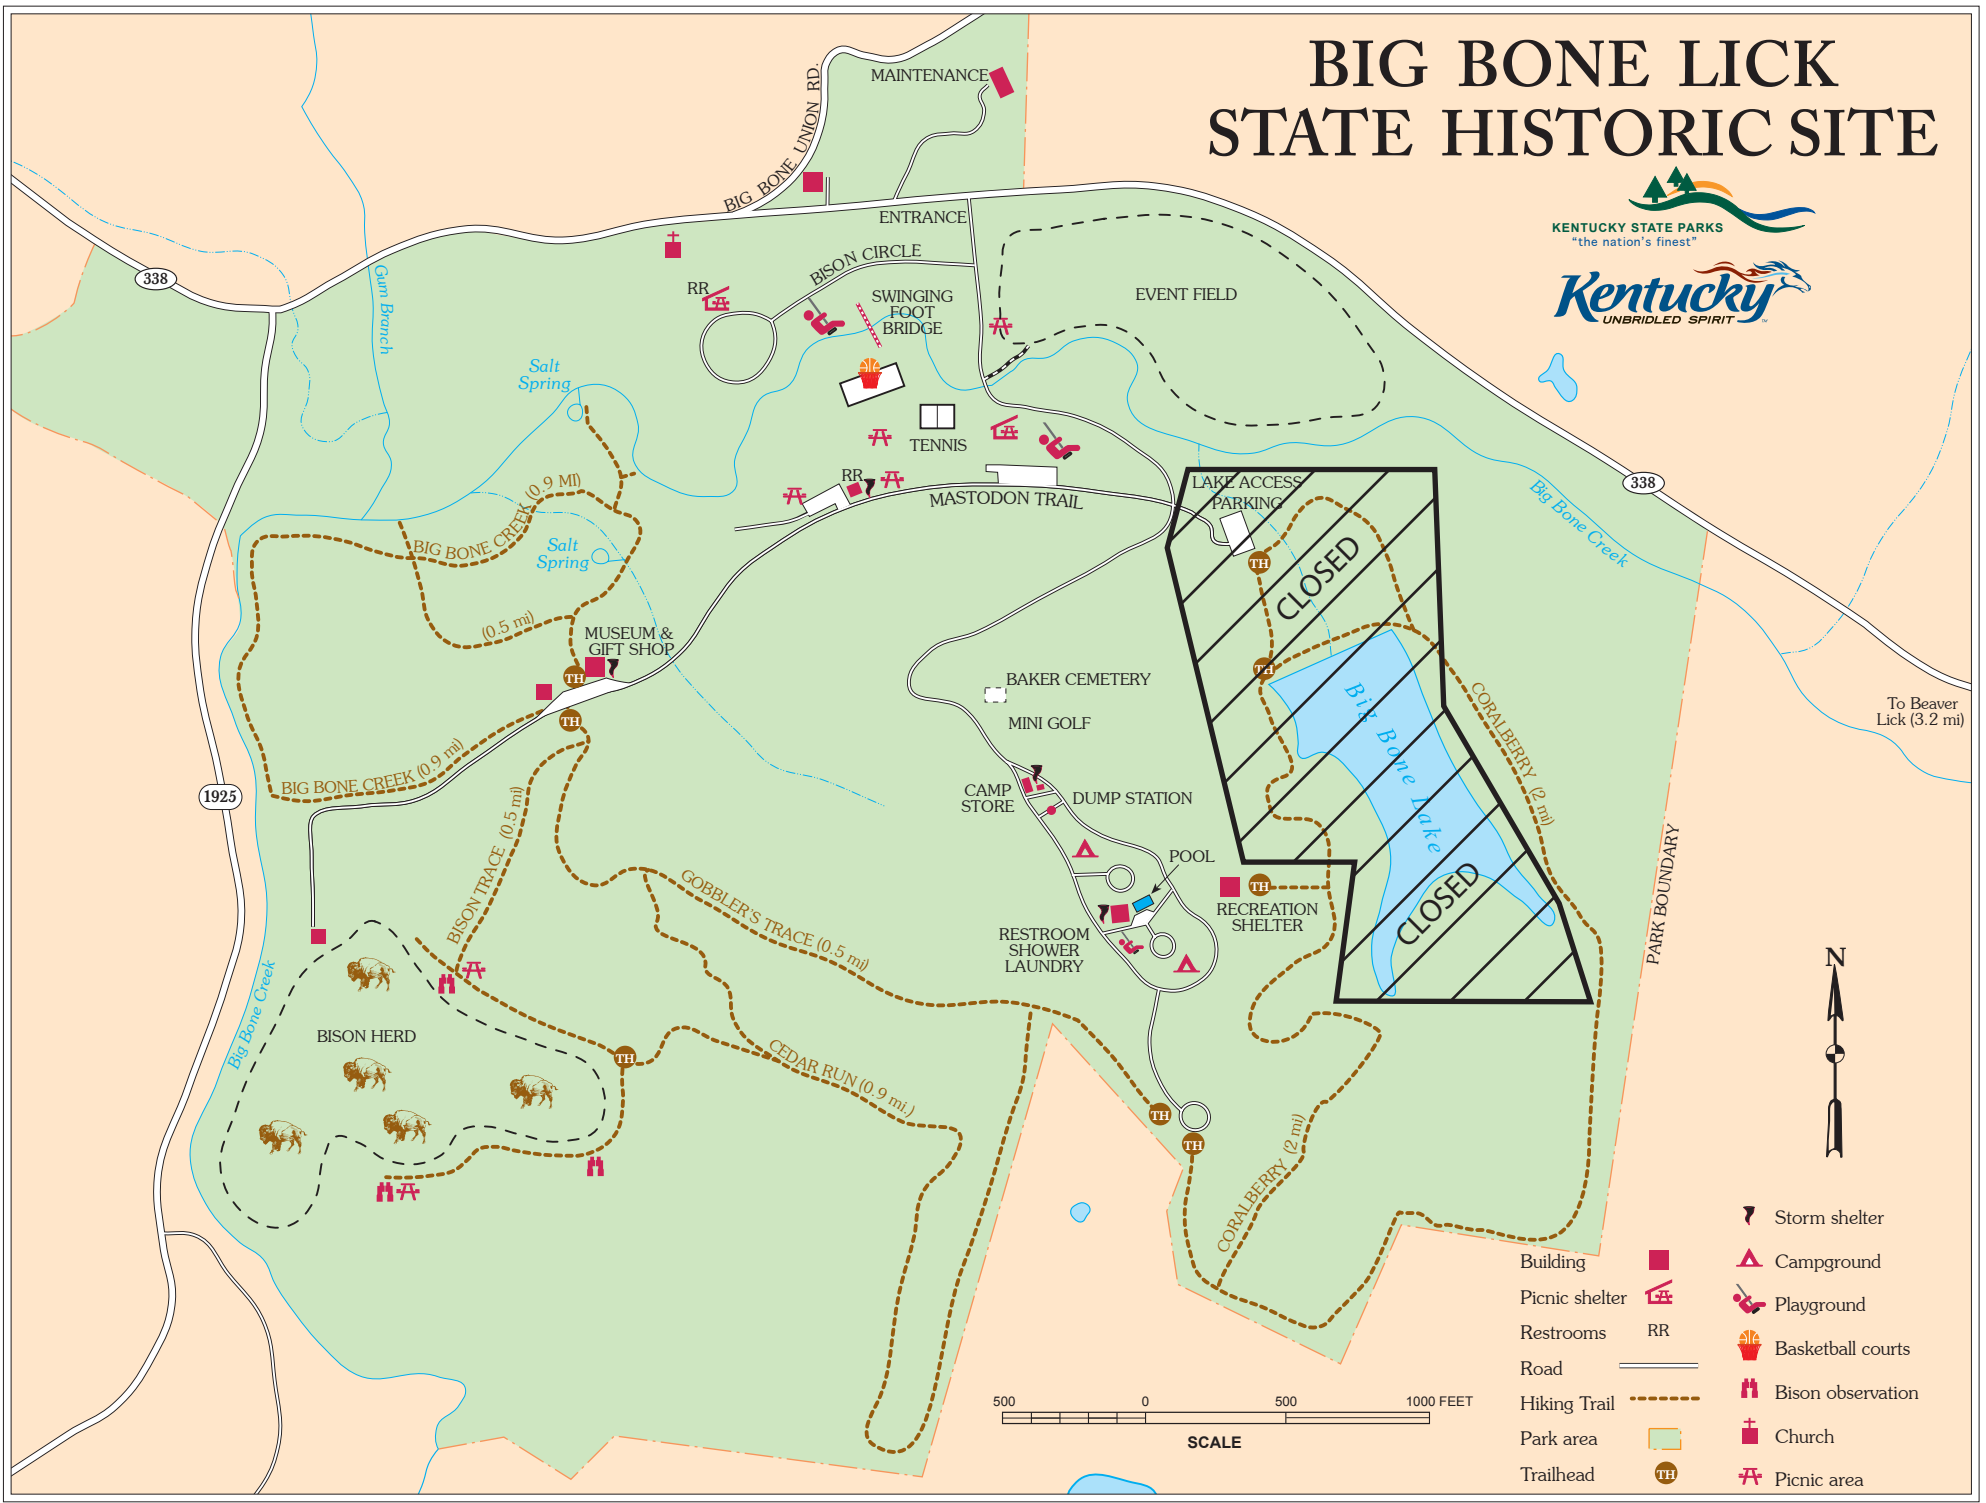 BIG BONE LICK
STATE HISTORIC SITE
KENTUCKY STATE PARKS
"the nation's finest"
Kentucky
UNBRIDLED SPIRIT
MAINTENANCE
BIG BONE UNION RD.
ENTRANCE
BISON CIRCLE
338
Gum Branch
RR
SWINGING
FOOT
BRIDGE
EVENT FIELD
Salt
Spring
TENNIS
RR
MASTODON TRAIL
LAKE ACCESS
PARKING
338
Big Bone Creek
BIG BONE CREEK (0.9 MI)
Salt
Spring
TH
CLOSED
(0.5 mi)
MUSEUM &
GIFT SHOP
TH
TH
TH
BAKER CEMETERY
MINI GOLF
Big Bone Lake
CORALBERRY (2 mi)
To Beaver
Lick (3.2 mi)
BIG BONE CREEK (0.9 mi)
1925
CAMP
STORE
DUMP STATION
BISON TRACE (0.5 mi)
POOL
GOBBLER'S TRACE (0.5 mi)
TH
RECREATION
SHELTER
CLOSED
PARK BOUNDARY
RESTROOM
SHOWER
LAUNDRY
N
Big Bone Creek
BISON HERD
TH
CEDAR RUN (0.9 mi.)
TH
TH
CORALBERRY (2 mi)
Storm shelter
Building
Campground
Picnic shelter
Playground
Restrooms
RR
Basketball courts
Road
Bison observation
Hiking Trail
Church
Park area
Picnic area
Trailhead
TH
500
0
500
1000 FEET
SCALE